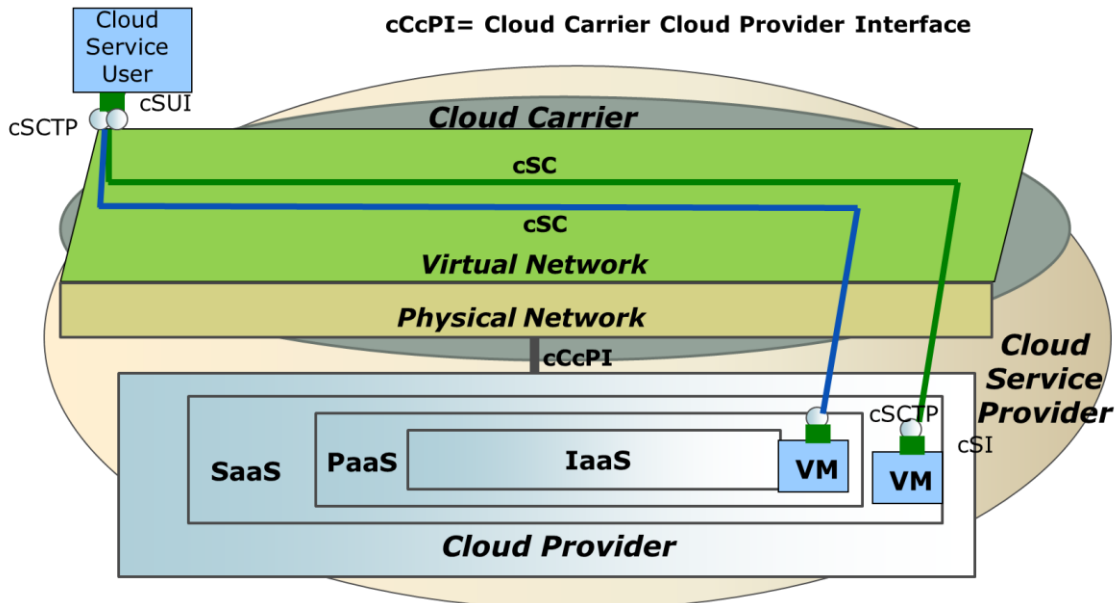 Cloud
Service
User
cCcPI= Cloud Carrier Cloud Provider Interface
cSUI
cSCTP
Cloud Carrier
cSC
cSC
Virtual Network
Physical Network
cCcPI
Cloud
Service
Provider
cSCTP
cSI
SaaS
PaaS
IaaS
VM
VM
Cloud Provider